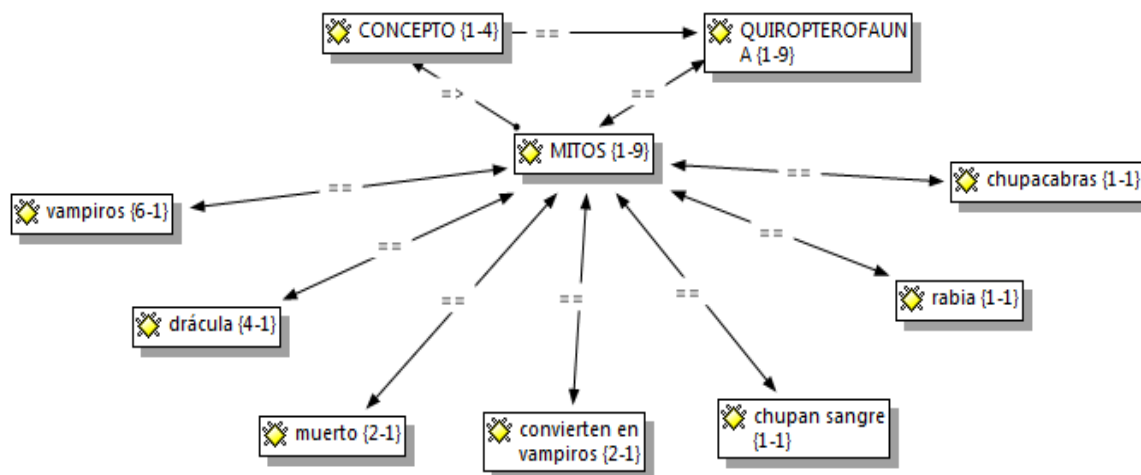 CONCEPTO {1-4}
==
QUIROPTEROFAUN
A {1-9}
=>
==
MITOS {1-9}
==
vampiros {6-1}
==
chupacabras {1-1}
==
drácula {4-1}
==
rabia {1-1}
==
muerto {2-1}
==
convierten en
vampiros {2-1}
==
chupan sangre
{1-1}